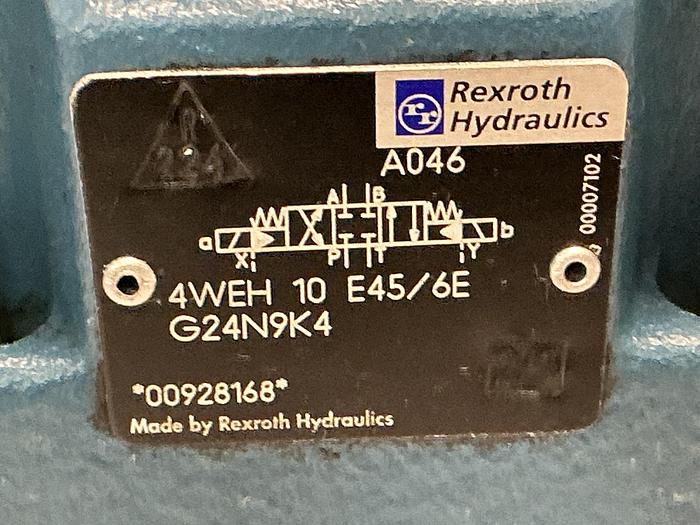 Rexroth
Hydraulics
A046
A B
a b
X P T Y
00007102
4WEH 10 E45/6E
G24N9K4
*00928168*
Made by Rexroth Hydraulics